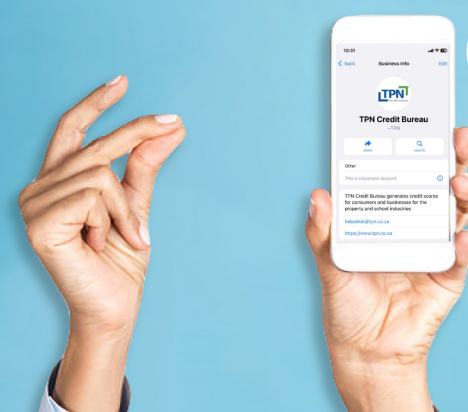 10:31
Back Business Info Edit
TPN
TPN Credit Bureau
~TPN
share search
Other
This is a business account.
TPN Credit Bureau generates credit scores
for consumers and businesses for the
property and school industries
helpdesk@tpn.co.za
https://www.tpn.co.za